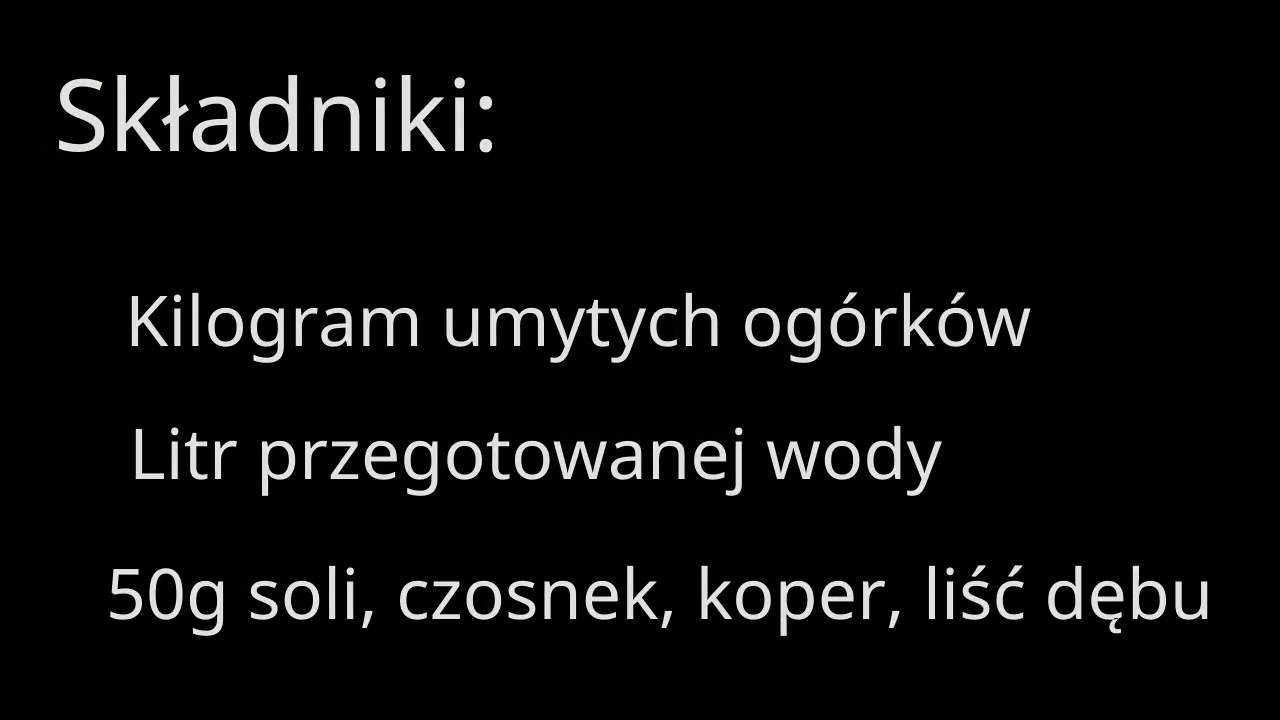 Składniki:
Kilogram umytych ogórków
Litr przegotowanej wody
50g soli, czosnek, koper, liść dębu